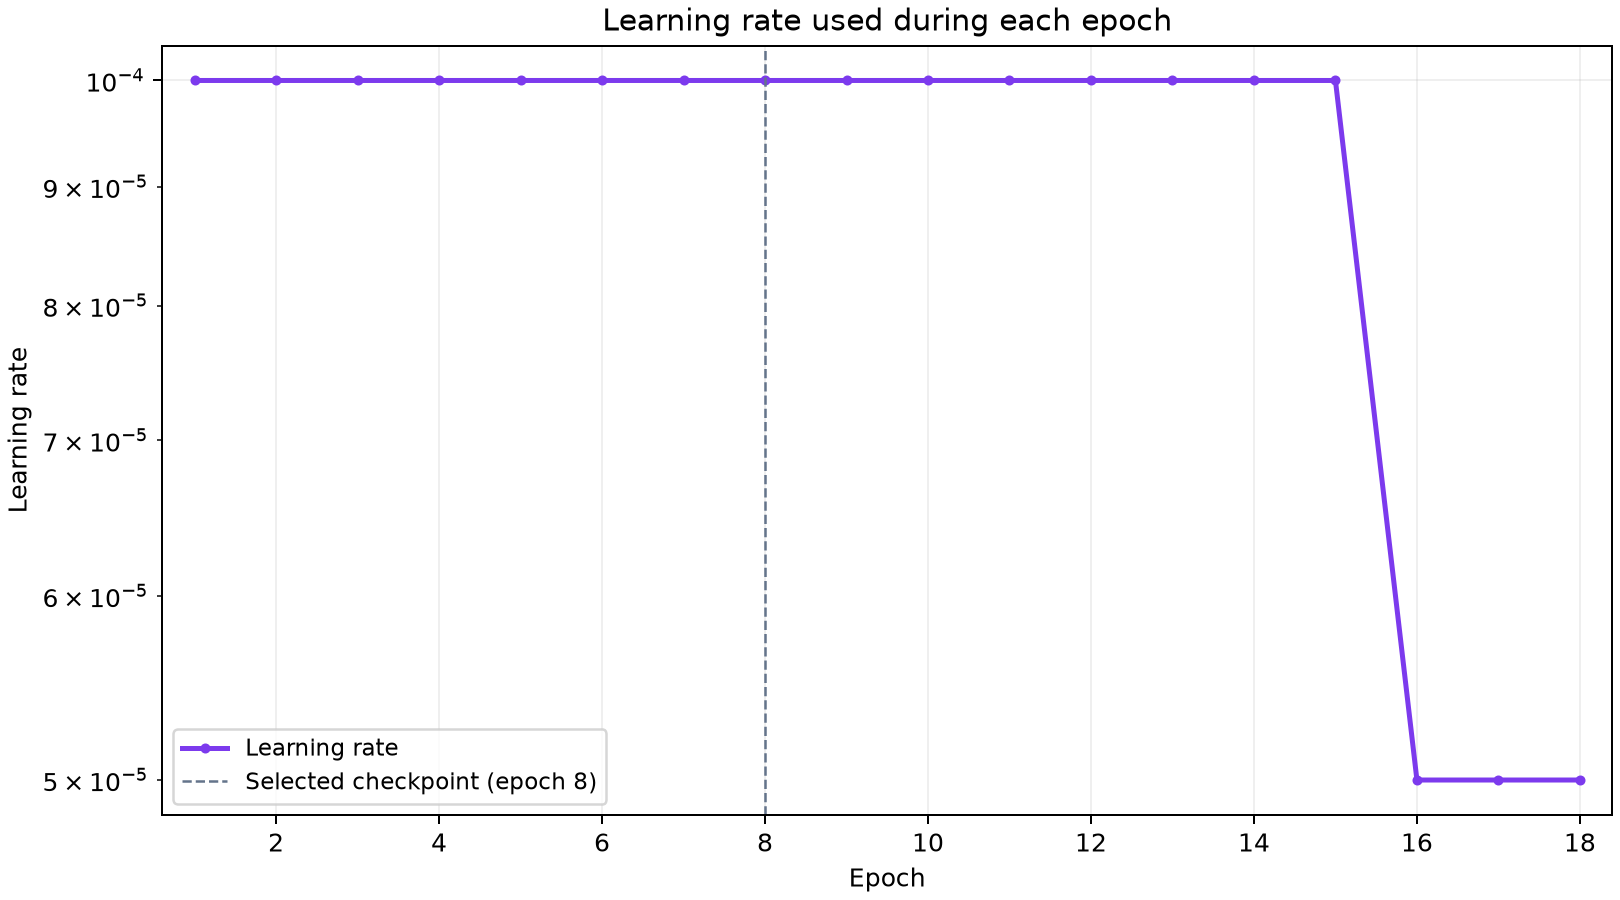 Learning rate used during each epoch
Learning rate
10⁻⁴
9 × 10⁻⁵
8 × 10⁻⁵
7 × 10⁻⁵
6 × 10⁻⁵
5 × 10⁻⁵
Learning rate
Selected checkpoint (epoch 8)
2 4 6 8 10 12 14 16 18
Epoch